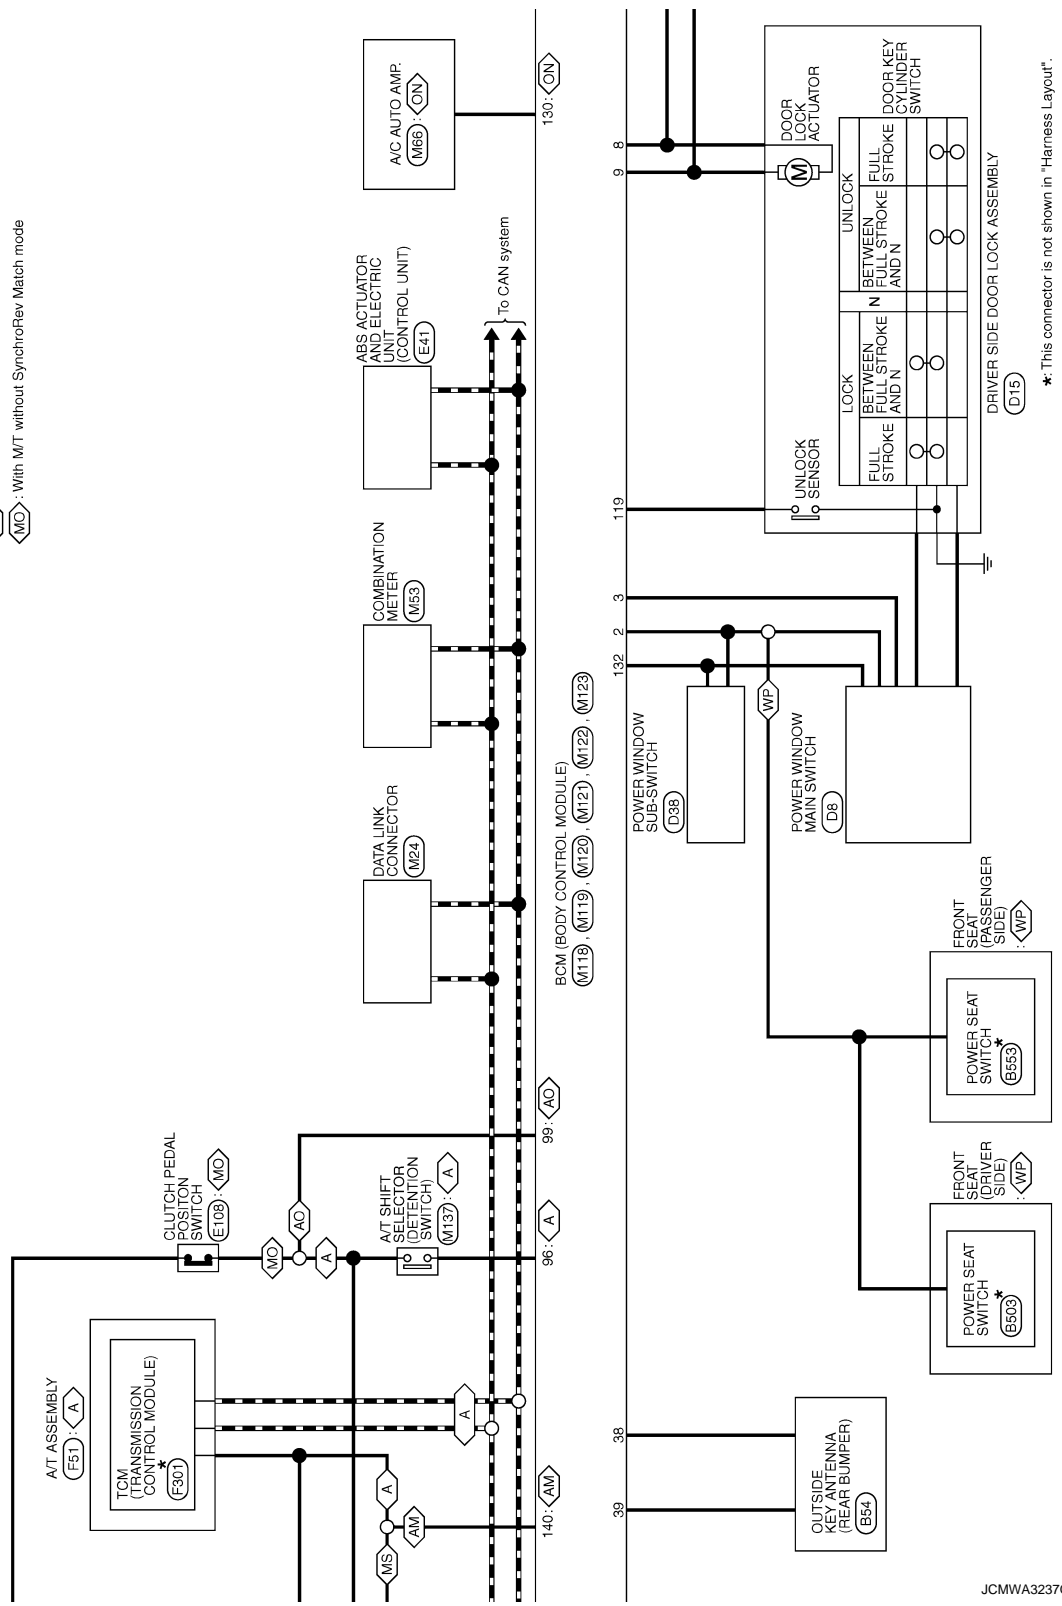 MO : With M/T without SynchroRev Match mode
A/T ASSEMBLY
F51 : A
TCM
(TRANSMISSION
CONTROL MODULE)
*
F301
CLUTCH PEDAL
POSITON
SWITCH
E108 : MO
MO
AO
A
A/T SHIFT
SELECTOR
(DETENTION
SWITCH)
M137 : A
A
A
MS
AM
DATA LINK
CONNECTOR
M24
COMBINATION
METER
M53
ABS ACTUATOR
AND ELECTRIC
UNIT
(CONTROL UNIT)
E41
A/C AUTO AMP.
M66 : ON
To CAN system
140: AM
96: A
99: AO
130: ON
BCM (BODY CONTROL MODULE)
M118 , M119 , M120 , M121 , M122 , M123
39
38
132
2
3
119
9
8
OUTSIDE
KEY ANTENNA
(REAR BUMPER)
B54
FRONT
SEAT
(DRIVER
SIDE)
: WP
POWER SEAT
SWITCH
*
B503
FRONT
SEAT
(PASSENGER
SIDE)
: WP
POWER SEAT
SWITCH
*
B553
POWER WINDOW
SUB-SWITCH
D38
WP
POWER WINDOW
MAIN SWITCH
D8
UNLOCK
SENSOR
DOOR
LOCK
ACTUATOR
M
LOCK
N
UNLOCK
FULL
STROKE
BETWEEN
FULL STROKE
AND N
BETWEEN
FULL STROKE
AND N
FULL
STROKE
DOOR KEY
CYLINDER
SWITCH
DRIVER SIDE DOOR LOCK ASSEMBLY
D15
*: This connector is not shown in "Harness Layout".